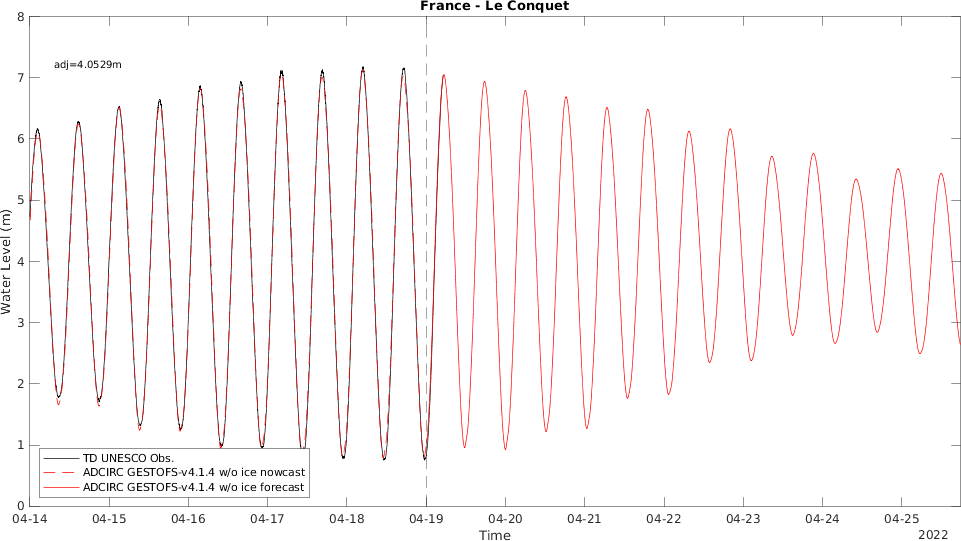 France - Le Conquet
8
7
6
5
4
3
2
1
0
Water Level (m)
adj=4.0529m
TD UNESCO Obs.
ADCIRC GESTOFS-v4.1.4 w/o ice nowcast
ADCIRC GESTOFS-v4.1.4 w/o ice forecast
04-14 04-15 04-16 04-17 04-18 04-19 04-20 04-21 04-22 04-23 04-24 04-25
Time
2022